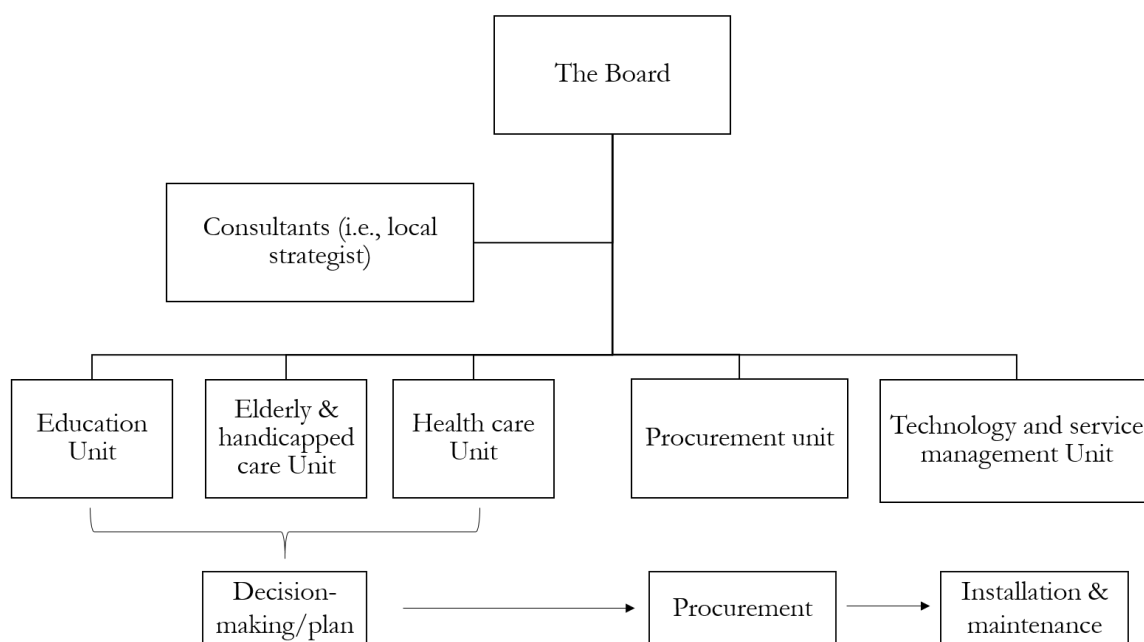 The Board
Consultants (i.e., local
strategist)
Education
Unit
Elderly &
handicapped
care Unit
Health care
Unit
Procurement unit
Technology and service
management Unit
Decision-
making/plan
Procurement
Installation &
maintenance